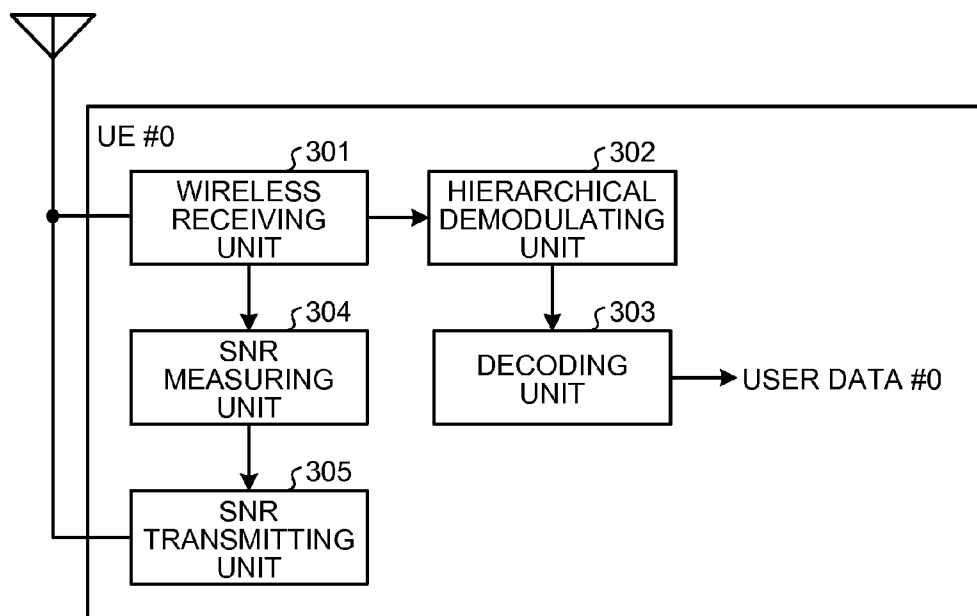 UE #0
301
WIRELESS
RECEIVING
UNIT
302
HIERARCHICAL
DEMODULATING
UNIT
304
SNR
MEASURING
UNIT
303
DECODING
UNIT
USER DATA #0
305
SNR
TRANSMITTING
UNIT